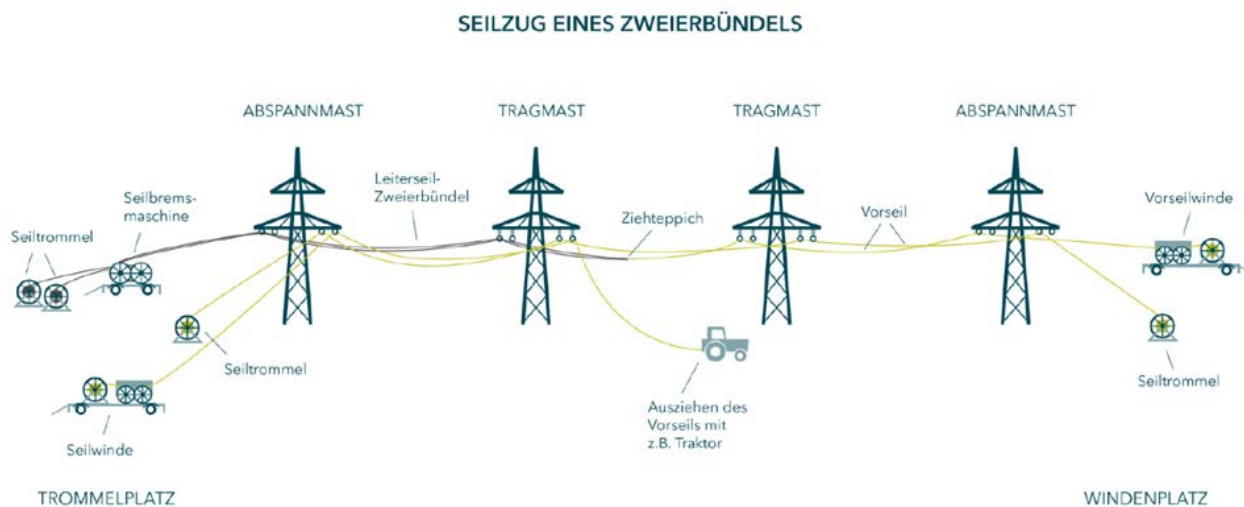 SEILZUG EINES ZWEIERBÜNDELS
ABSPANNMAST
TRAGMAST
TRAGMAST
ABSPANNMAST
Leiterseil-
Zweierbündel
Seilbrems-
maschine
Vorseilwinde
Ziehteppich
Vorseil
Seiltrommel
Seiltrommel
Seiltrommel
Ausziehen des
Vorseils mit
z.B. Traktor
Seilwinde
TROMMELPLATZ
WINDENPLATZ